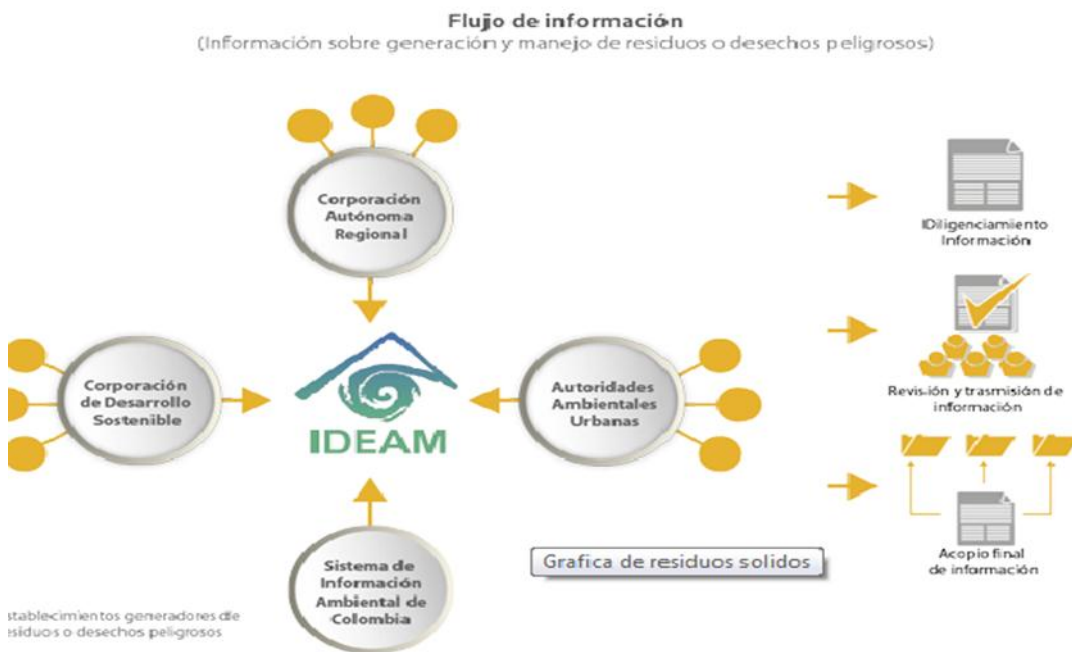 Flujo de información
(Información sobre generación y manejo de residuos o desechos peligrosos)
Corporación
Autónoma
Regional
Corporación
de Desarrollo
Sostenible
IDEAM
Autoridades
Ambientales
Urbanas
Sistema de
Información
Ambiental de
Colombia
Grafica de residuos solidos
stablecimientos generadores de
esiduos o desechos peligrosos
IDiligenciamiento
Información
Revisión y trasmisión de
información
Acopio final
de información